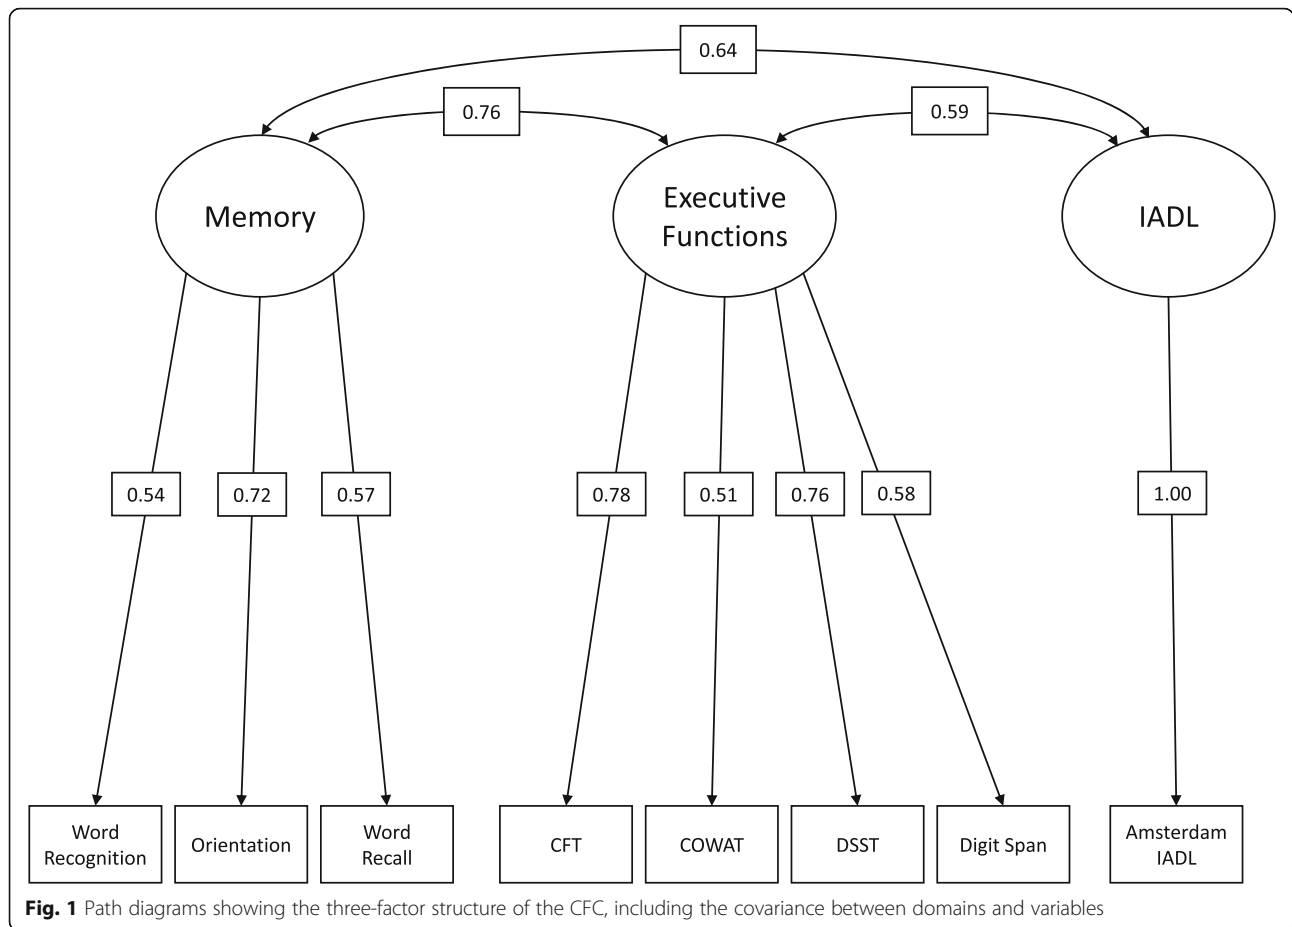 0.64
0.76
0.59
Memory
Executive
Functions
IADL
0.54
0.72
0.57
0.78
0.51
0.76
0.58
1.00
Word
Recognition
Orientation
Word
Recall
CFT
COWAT
DSST
Digit Span
Amsterdam
IADL
Fig. 1 Path diagrams showing the three-factor structure of the CFC, including the covariance between domains and variables